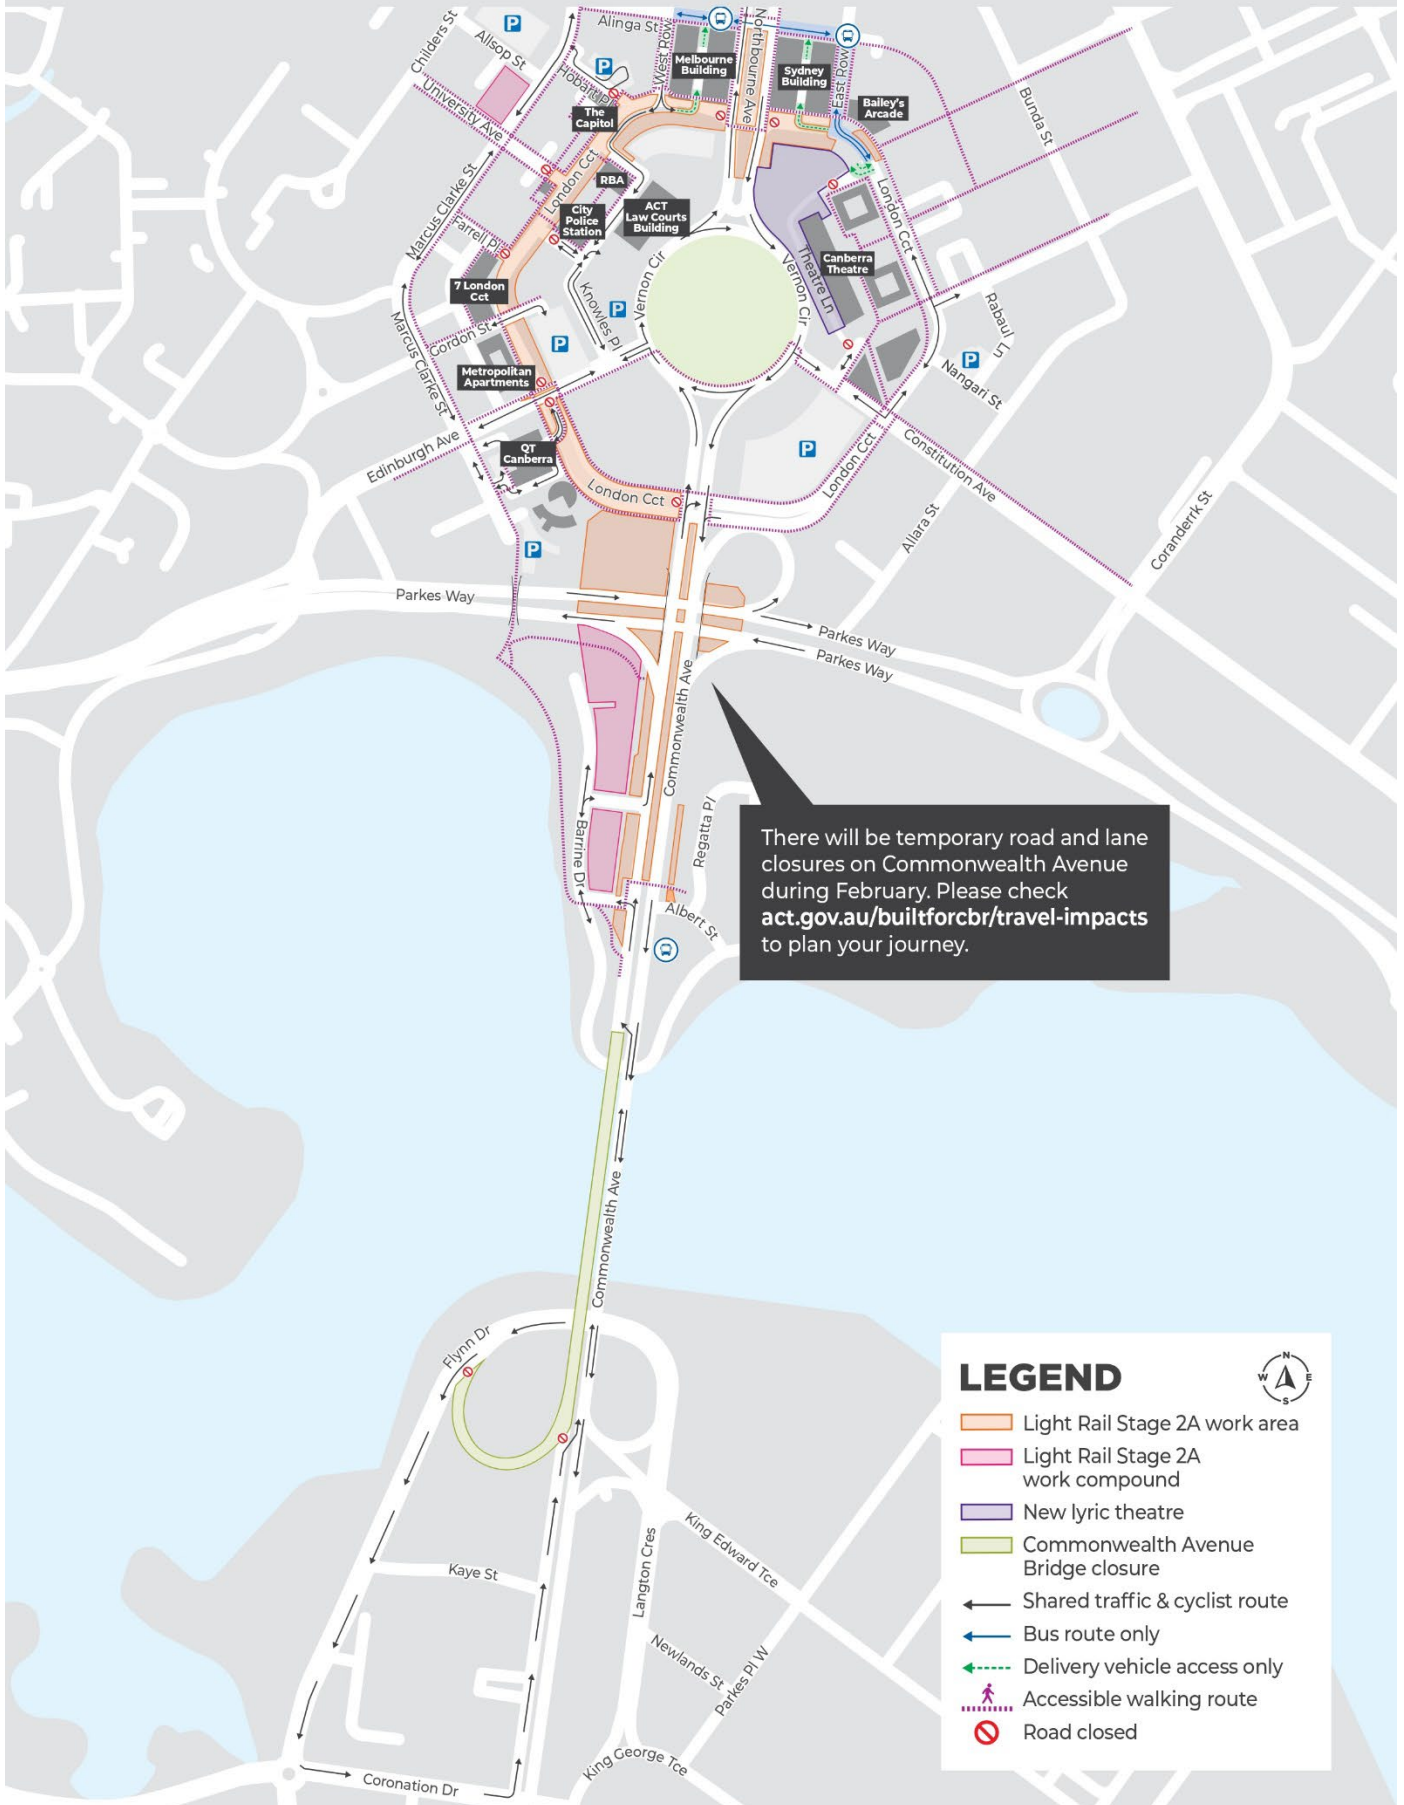 Childers St
Allsop St
P
Alinga St
P
Hobart Pl
West Row
Melbourne
Building
Northbourne Ave
Sydney
Building
East Row
Bailey's
Arcade
Bunda St
University Ave
The
Capitol
London Cct
RBA
City
Police
Station
ACT
Law Courts
Building
London Cct
Marcus Clarke St
Farrell Pl
7 London
Cct
Vernon Cir
Vernon Cir
Theatre Ln
Canberra
Theatre
Knowles Pl
P
P
Marcus Clarke St
Gordon St
Metropolitan
Apartments
Rabaul Ln
P
Nangari St
Edinburgh Ave
QT
Canberra
P
London Cct
Constitution Ave
London Cct
Allara St
Coranderrk St
P
Parkes Way
Parkes Way
Parkes Way
Commonwealth Ave
Barrine Dr
Regatta Pl
Albert St
There will be temporary road and lane
closures on Commonwealth Avenue
during February. Please check
act.gov.au/builtforcbr/travel-impacts
to plan your journey.
Commonwealth Ave
Flynn Dr
Kaye St
Langton Cres
King Edward Tce
Newlands St
Parkes Pl W
King George Tce
Coronation Dr
LEGEND
N
W
E
S
Light Rail Stage 2A work area
Light Rail Stage 2A
work compound
New lyric theatre
Commonwealth Avenue
Bridge closure
Shared traffic & cyclist route
Bus route only
Delivery vehicle access only
Accessible walking route
Road closed